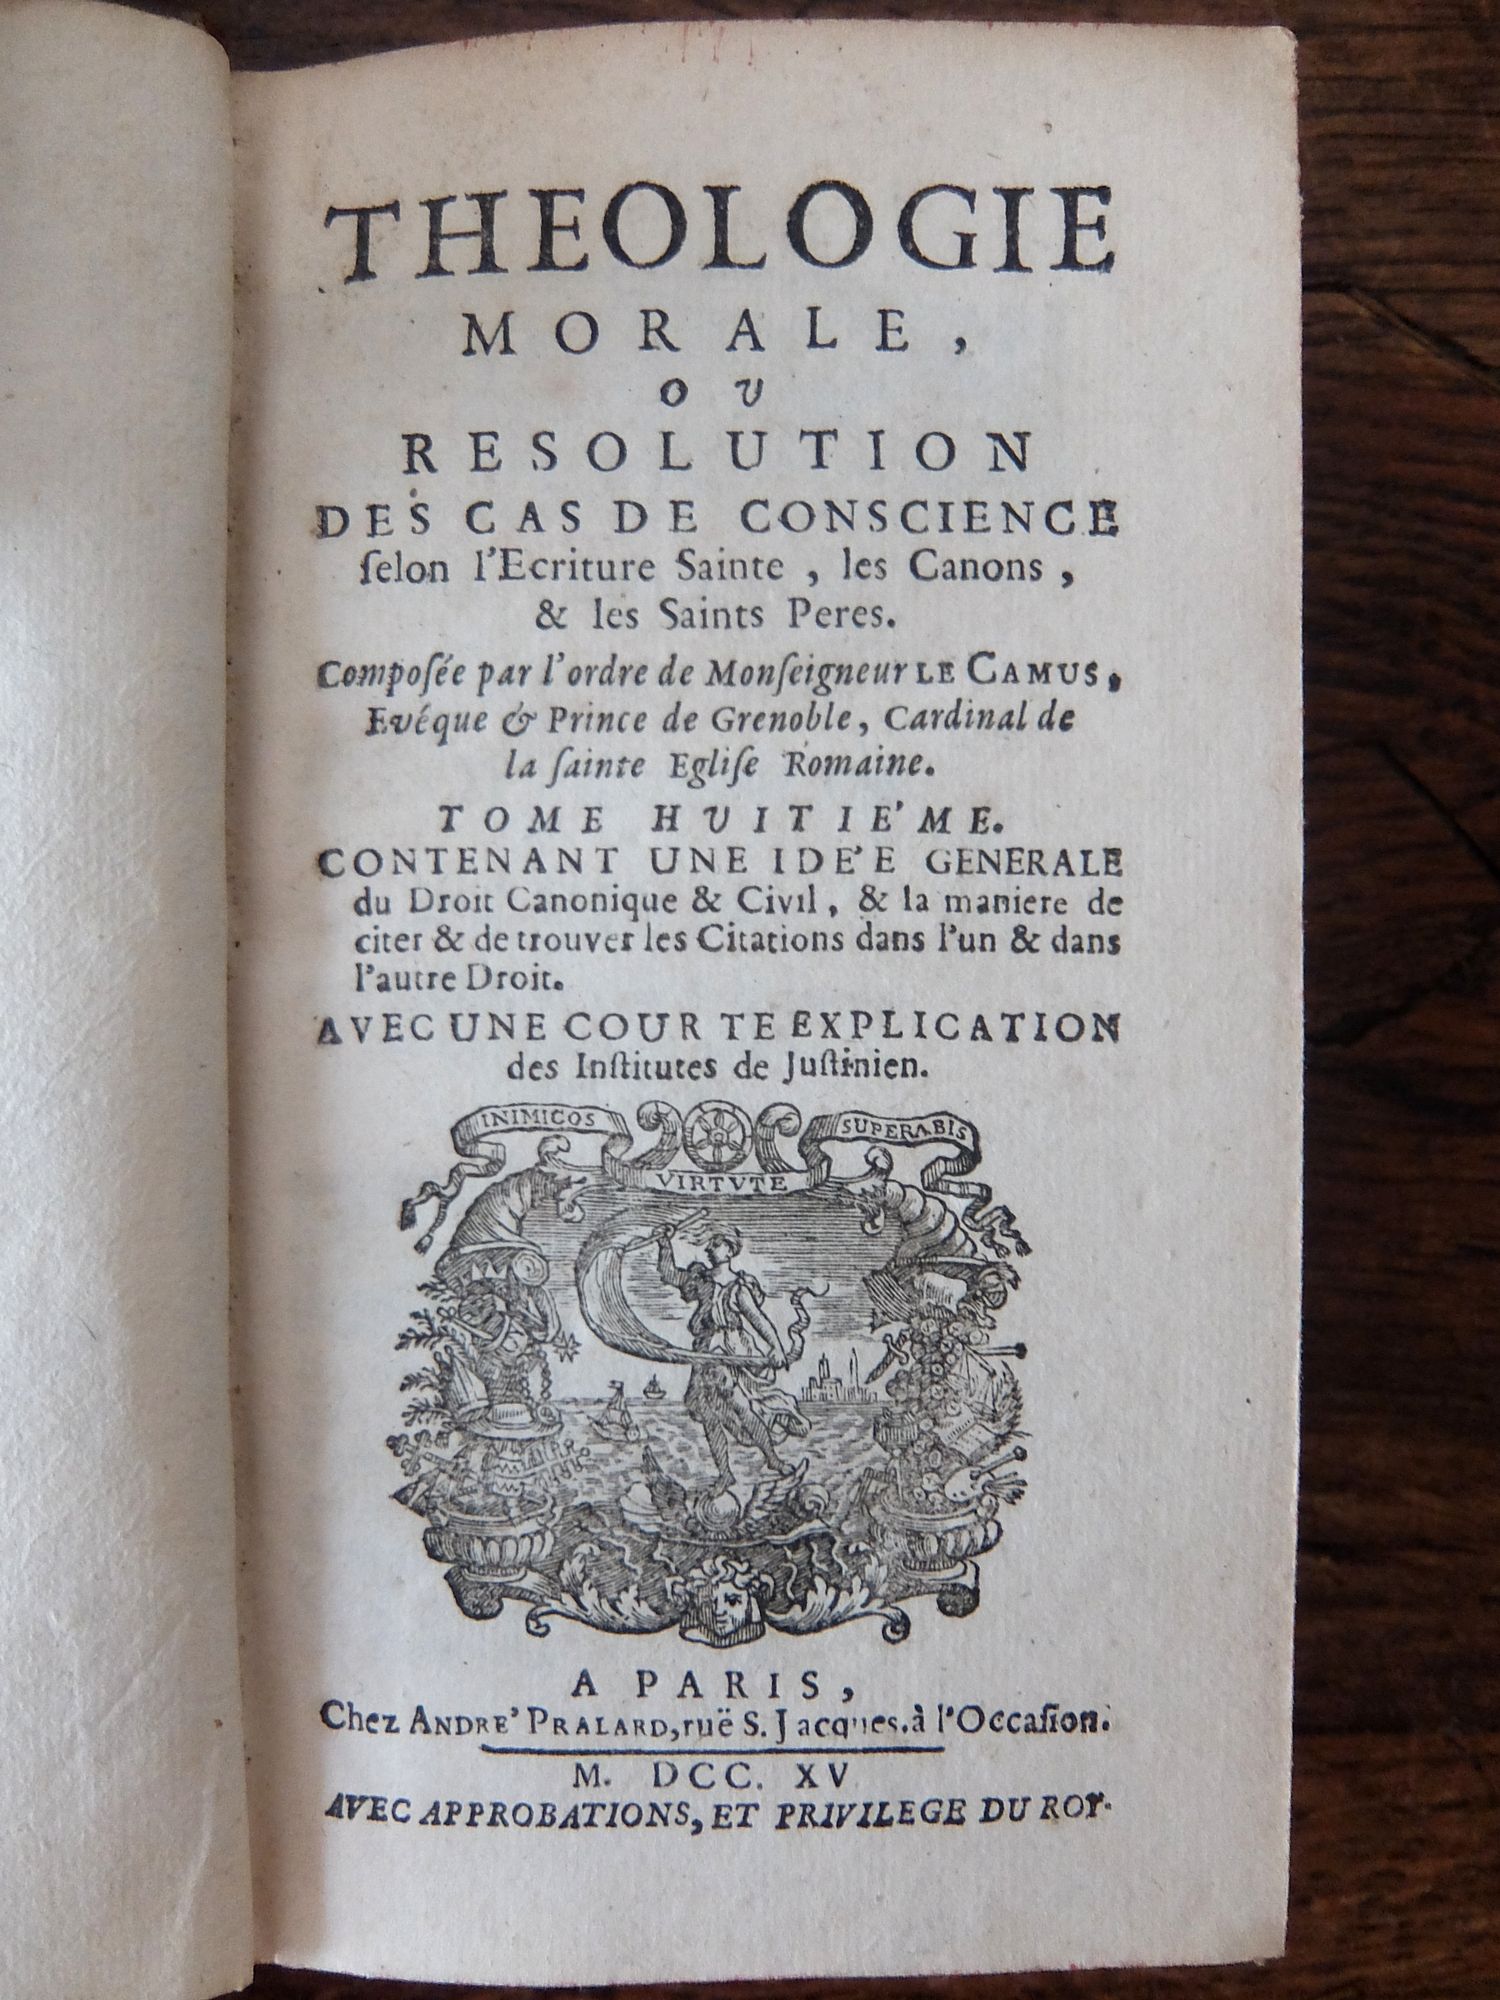 THEOLOGIE
MORALE,
OU
RESOLUTION
DES CAS DE CONSCIENCE
ſelon l'Ecriture Sainte, les Canons,
& les Saints Peres.
Compoſée par l'ordre de Monſeigneur LE CAMUS,
Evéque & Prince de Grenoble, Cardinal de
la ſainte Egliſe Romaine.
TOME HUITIE'ME.
CONTENANT UNE IDE'E GENERALE
du Droit Canonique & Civil, & la maniere de
citer & de trouver les Citations dans l'un & dans
l'autre Droit.
AVEC UNE COURTE EXPLICATION
des Inſtitutes de Juſtinien.
INIMICOS
SUPERABIS
VIRTVTE
A PARIS,
Chez ANDRE' PRALARD, ruë S. Jacques. à l'Occaſion.
M. DCC. XV
AVEC APPROBATIONS, ET PRIVILEGE DU ROY.